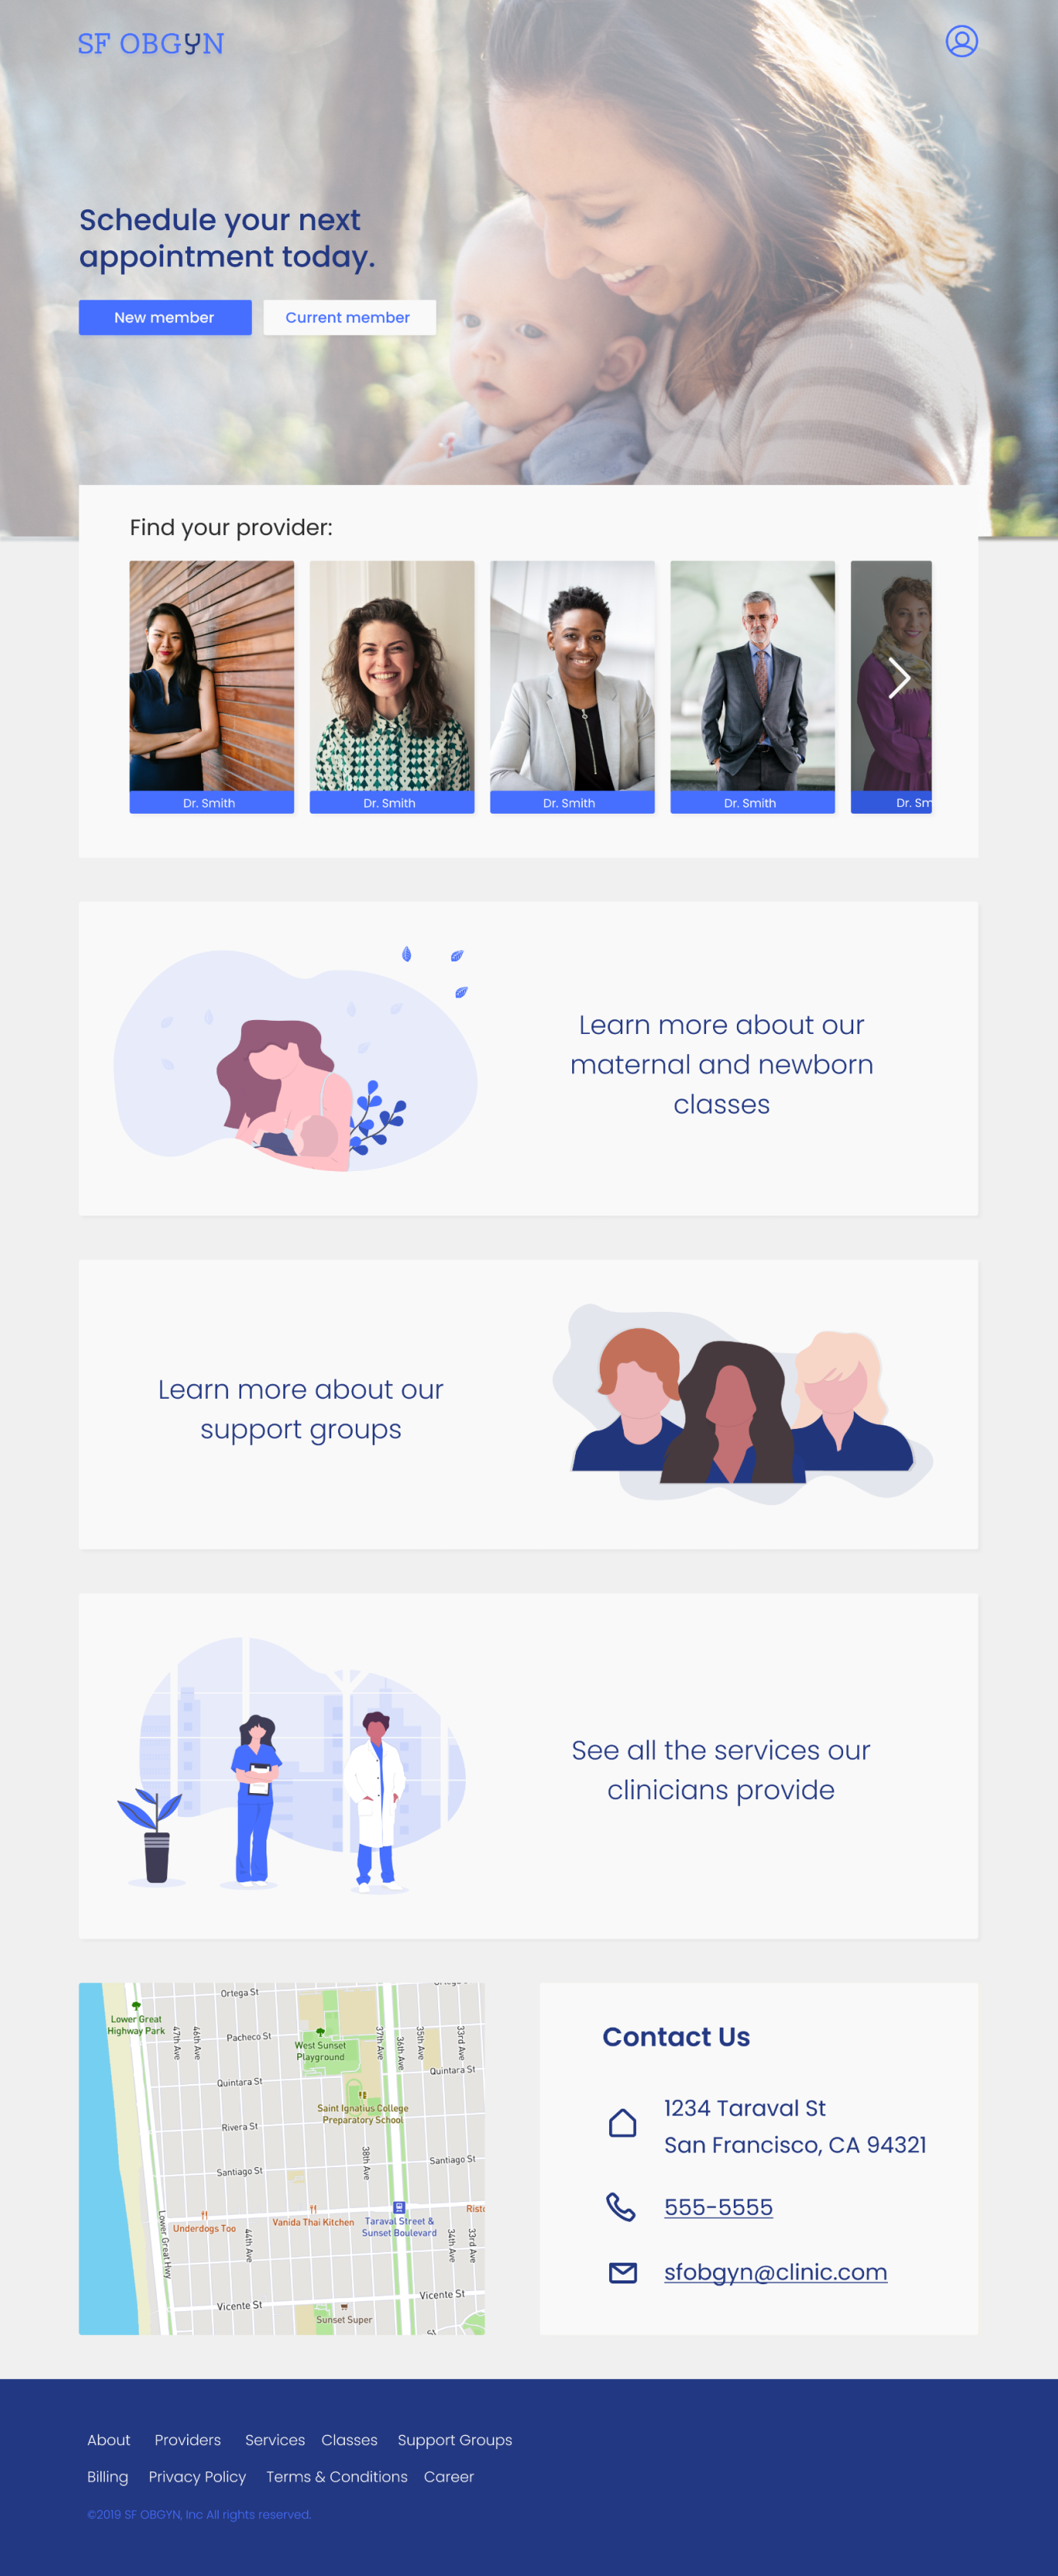 SF OBGYN
Schedule your next
appointment today.
New member
Current member
Find your provider:
Dr. Smith
Dr. Smith
Dr. Smith
Dr. Smith
Dr. Sm
Learn more about our
maternal and newborn
classes
Learn more about our
support groups
See all the services our
clinicians provide
Ortega St
Lower Great
Highway Park
47th Ave
46th Ave
Pacheco St
West Sunset
Playground
37th Ave
36th Ave
35th Ave
33rd Ave
Quintara St
Quintara St
Saint Ignatius College
Preparatory School
Rivera St
38th Ave
Santiago St
Santiago St
Lower Great Hwy
Underdogs Too
44th Ave
Vanida Thai Kitchen
Taraval Street &
Sunset Boulevard
34th Ave
33rd Ave
Vicente St
Vicente St
Sunset Super
Contact Us
1234 Taraval St
San Francisco, CA 94321
555-5555
sfobgyn@clinic.com
About Providers Services Classes Support Groups
Billing Privacy Policy Terms & Conditions Career
©2019 SF OBGYN, Inc All rights reserved.